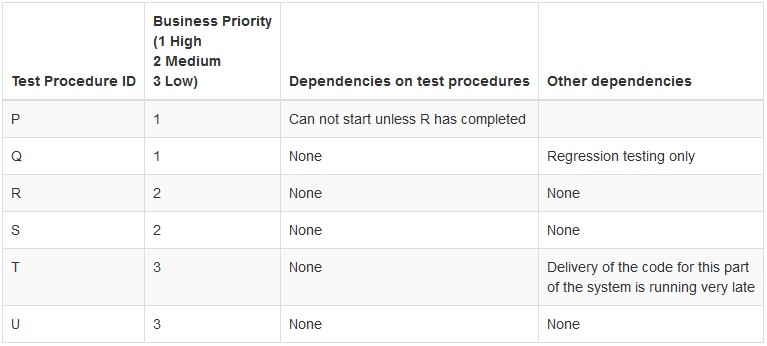 Business Priority
(1 High
2 Medium
Test Procedure ID 3 Low) Dependencies on test procedures Other dependencies
P 1 Can not start unless R has completed
Q 1 None Regression testing only
R 2 None None
S 2 None None
T 3 None Delivery of the code for this part
of the system is running very late
U 3 None None